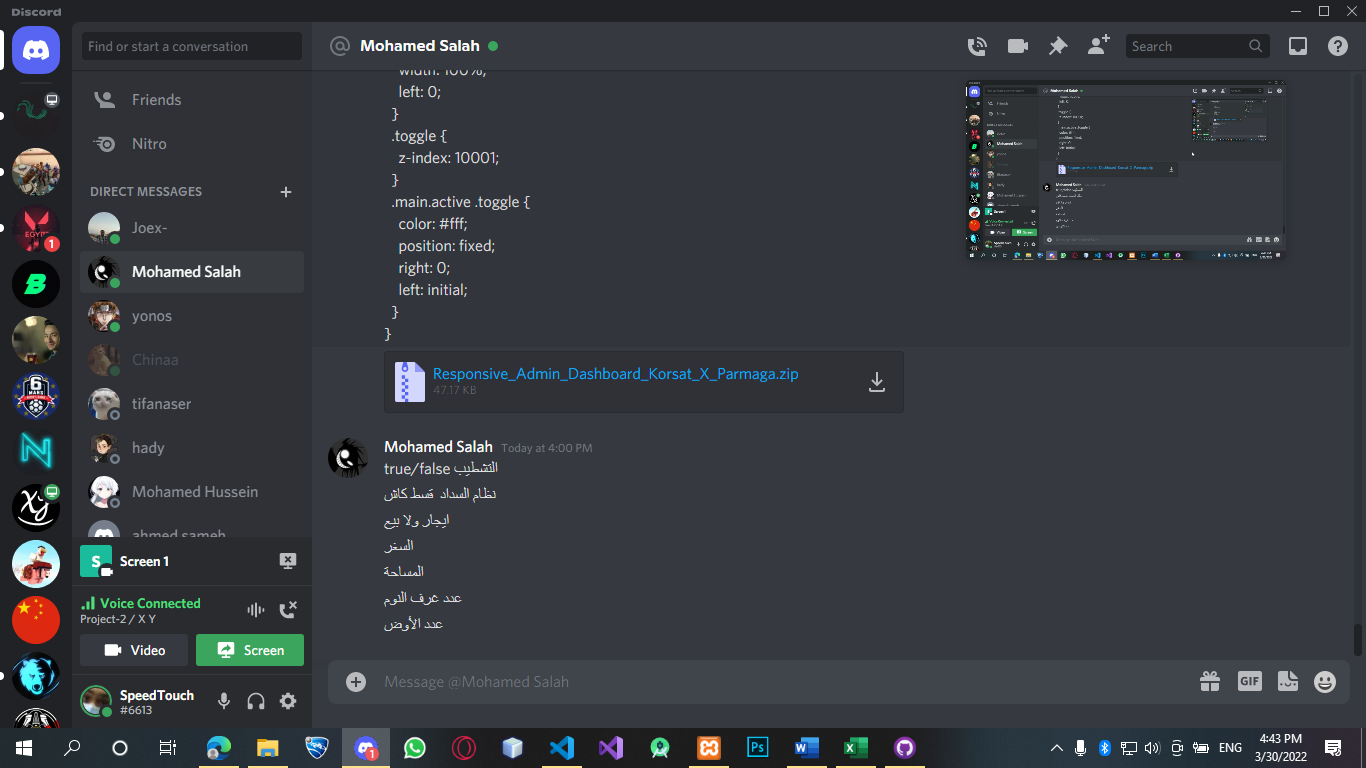 Discord
Find or start a conversation
Friends
Nitro
DIRECT MESSAGES
Joex-
Mohamed Salah
yonos
Chinaa
tifanaser
hady
Mohamed Hussein
ahmed sameh
Screen 1
Voice Connected
Project-2 / X Y
Video
Screen
SpeedTouch
#6613
Mohamed Salah
Search
width: 100%;
left: 0;
}
.toggle {
z-index: 10001;
}
.main.active .toggle {
color: #fff;
position: fixed;
right: 0;
left: initial;
}
}
Responsive_Admin_Dashboard_Korsat_X_Parmaga.zip
47.17 KB
Mohamed Salah Today at 4:00 PM
true/false التشطيب
نظام السداد قسط كاش
ايجار ولا بيع
السعر
المساحة
عدد غرف النوم
عدد الأوض
Message @Mohamed Salah
GIF
ENG
4:43 PM
3/30/2022